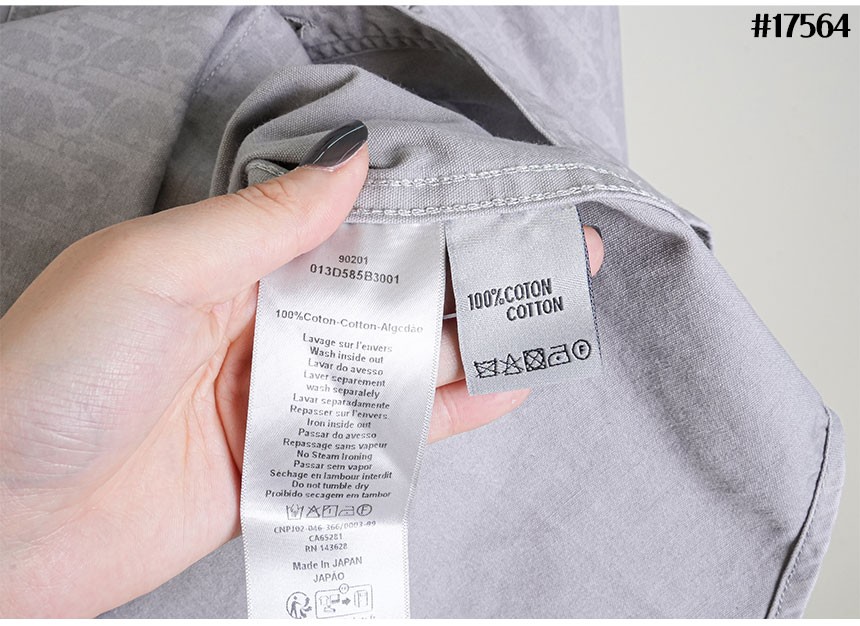 #17564
90201
013D585B3001
100%Coton-Cotton-Algodão
Lavage sur l'envers
Wash inside out
Lavar do avesso
Laver separement
wash separalely
Lavar separadamente
Repasser sur l'envers
Iron inside out
Passar do avesso
Repassage sans vapeur
No Steam Ironing
Passar sem vapor
Séchage en lambour interdit
Do not tumble dry
Proibido secagem em tambor
CA65281
RN 143628
Made In JAPAN
JAPÁO
100%COTON
COTTON
F